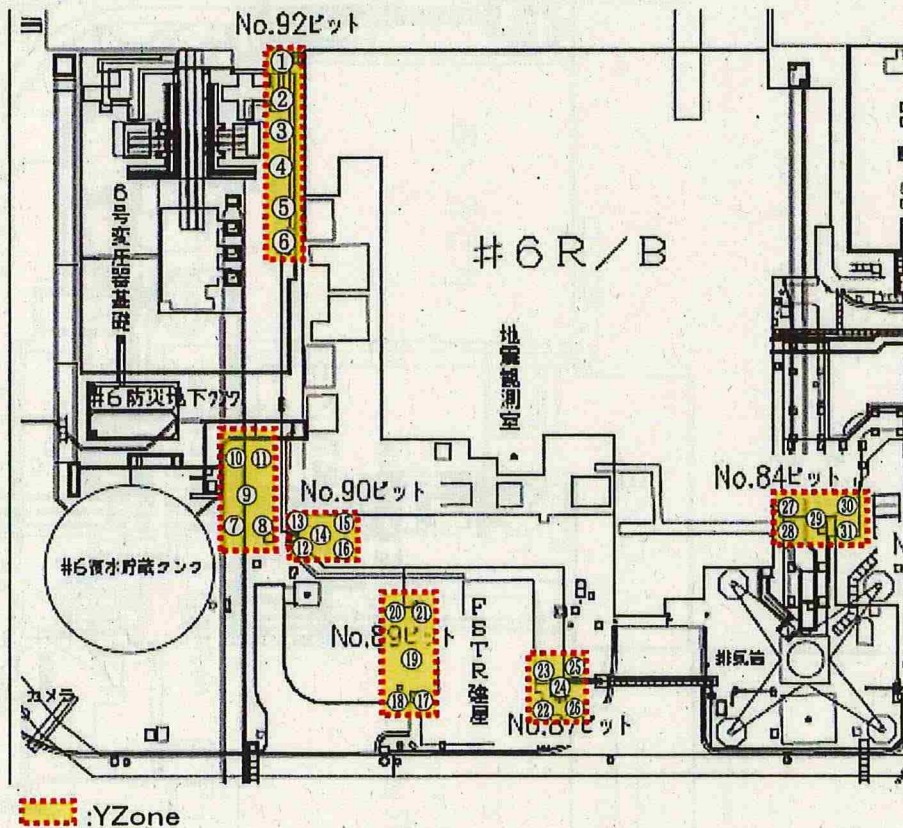 No.92ピット
①
②
③
④
⑤
⑥
6号変圧器基礎
#6R/B
地震観測室
#6防災地下タンク
⑩ ⑪
⑨
⑦ ⑧
No.90ピット
⑬ ⑮
⑭
⑫ ⑯
No.84ピット
㉗ ㉚
㉙
㉘ ㉛
#6復水貯蔵タンク
⑳ ㉑
No.89ピット
⑲
⑱ ⑰
FSTR建屋
㉓ ㉕
㉔
㉒ ㉖
No.87ピット
排気筒
カメラ
:YZone